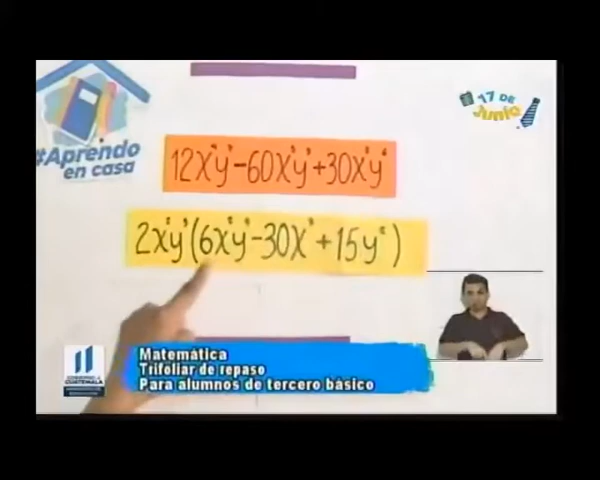 17 DE
Junio
#Aprendo
en casa
12x y - 60x y + 30x y
2x y (6x y - 30x + 15y )
GUATEMALA
Matemática
Trifoliar de repaso
Para alumnos de tercero básico